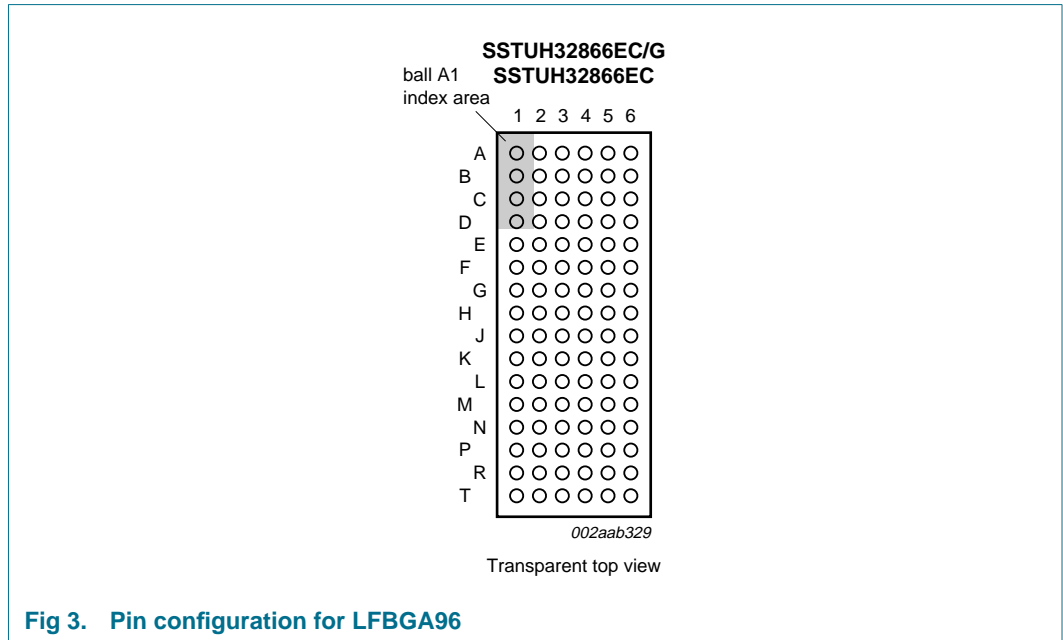 SSTUH32866EC/G
SSTUH32866EC
ball A1
index area
1 2 3 4 5 6
A
B
C
D
E
F
G
H
J
K
L
M
N
P
R
T
002aab329
Transparent top view
Fig 3. Pin configuration for LFBGA96